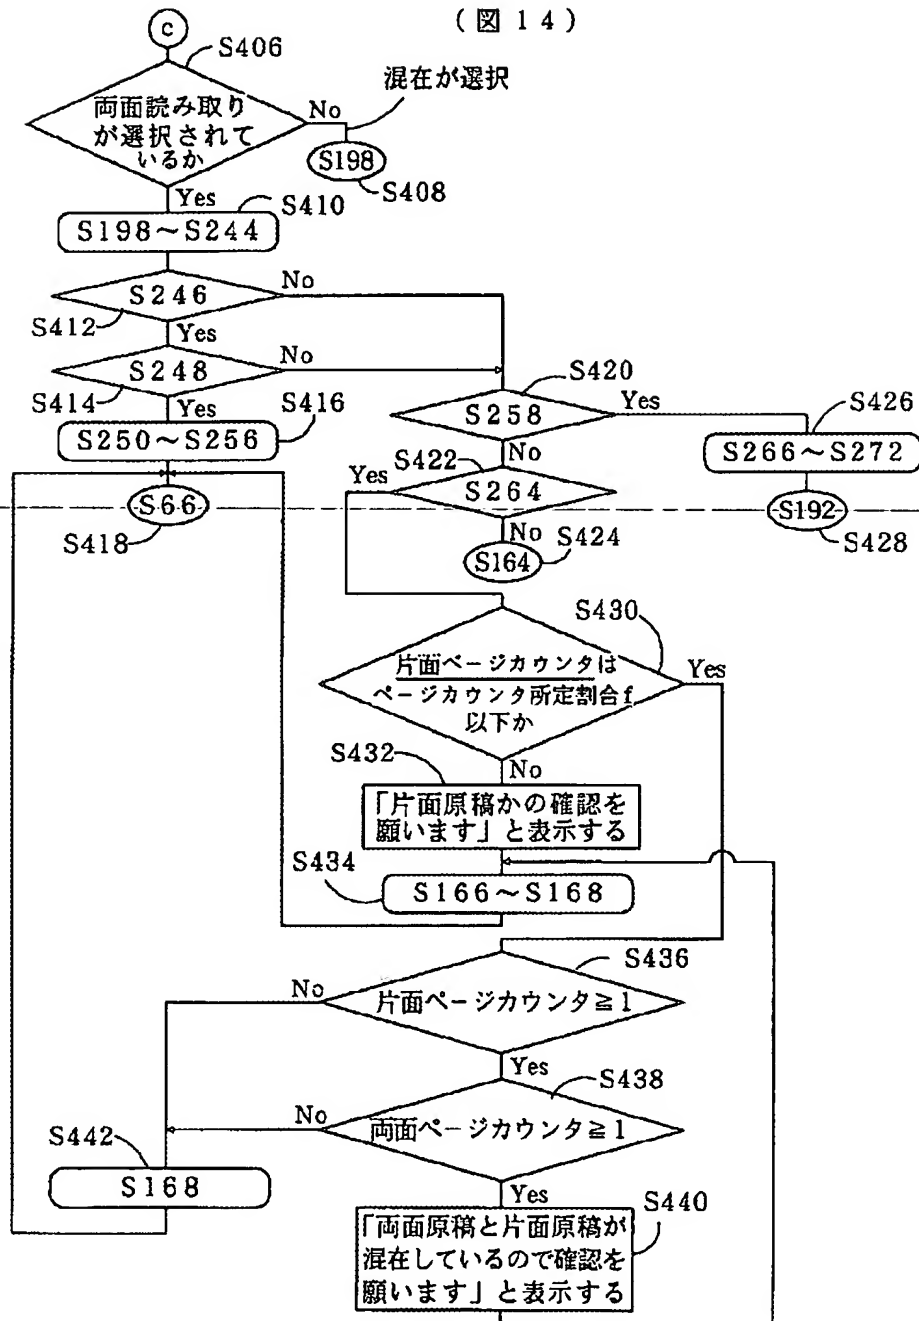 (図14)
c
S406
混在が選択
両面読み取り
が選択されて
いるか
No
S198
S408
Yes
S410
S198～S244
S246
No
S412
Yes
S248
No
S414
Yes
S416
S250～S256
S420
S258
Yes
S426
S266～S272
No
S422
Yes
S264
S66
S418
S192
S428
No
S424
S164
S430
片面ページカウンタは
ページカウンタ所定割合f
以下か
Yes
S432
No
「片面原稿かの確認を
願います」と表示する
S434
S166～S168
S436
No
片面ページカウンタ≧1
Yes
S438
No
両面ページカウンタ≧1
S442
S168
Yes
S440
「両面原稿と片面原稿が
混在しているので確認を
願います」と表示する